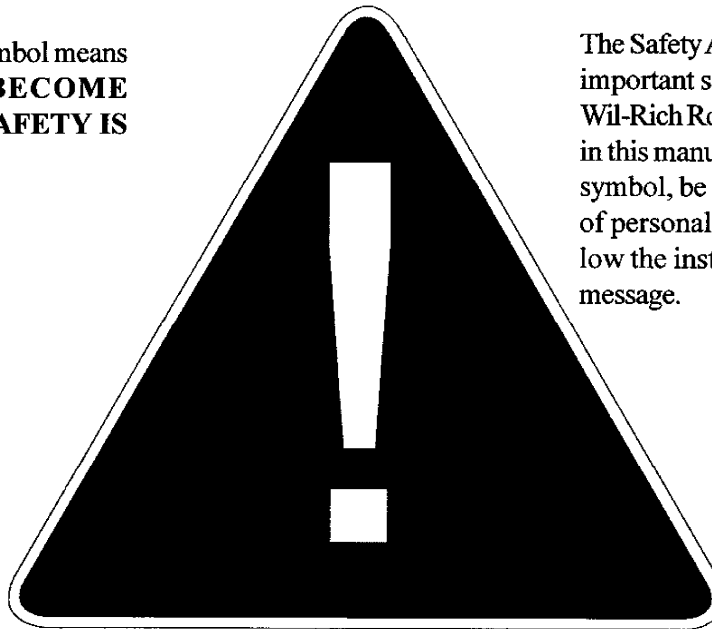 nbol means
BECOME
AFETY IS
The Safety A
important s
Wil-Rich Ro
in this manu
symbol, be
of personal
low the inst
message.
!